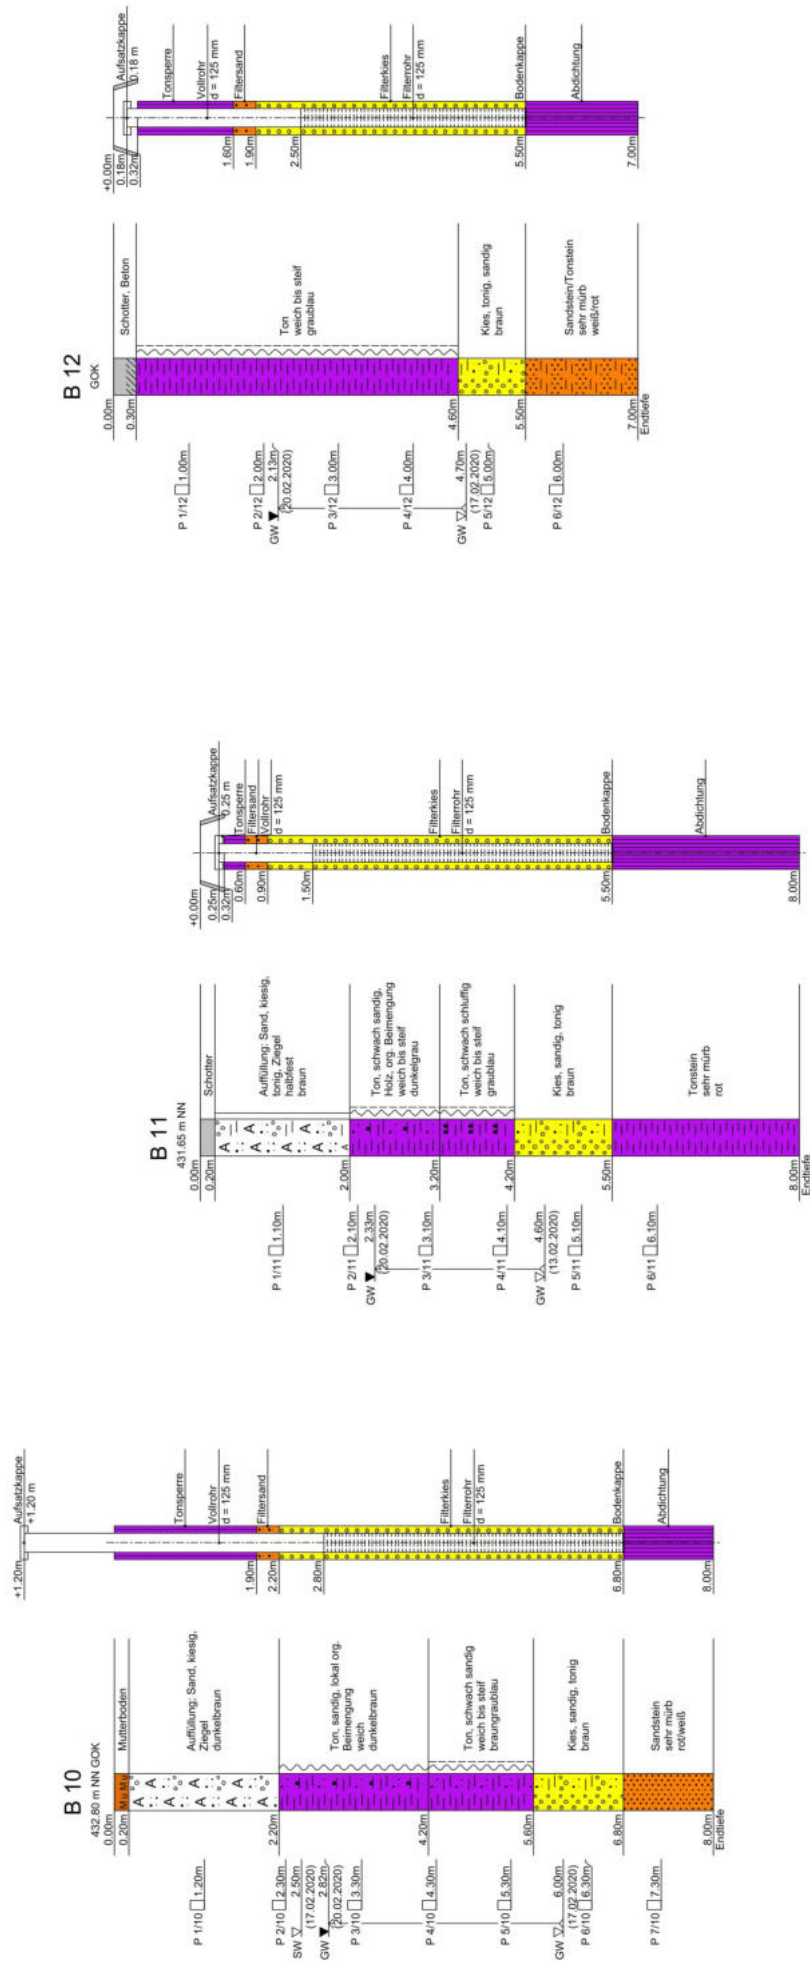 B 10
432.80 m NN GOK
0.00m
0.20m
2.20m
4.20m
5.60m
6.80m
8.00m
Endtiefe
P 1/10 1.20m
P 2/10 2.30m
SW 2.50m
(17.02.2020)
GW 2.82m
(20.02.2020)
P 3/10 3.30m
P 4/10 4.30m
P 5/10 5.30m
GW 6.00m
(17.02.2020)
P 6/10 6.30m
P 7/10 7.30m
Mu Mu
Mutterboden
A A A A A A A A
Auffüllung: Sand, kiesig,
Ziegel
dunkelbraun
Ton, sandig, lokal org.
Beimengung
weich
dunkelbraun
Ton, schwach sandig
weich bis steif
braungraublau
Kies, sandig, tonig
braun
Sandstein
sehr mürb
rot/weiß
+1.20m
1.90m
2.20m
2.80m
6.80m
8.00m
Aufsatzkappe
+1.20 m
Tonsperre
Vollrohr
d = 125 mm
Filtersand
Filterkies
Filterrohr
d = 125 mm
Bodenkappe
Abdichtung
B 11
431.65 m NN
0.00m
0.20m
2.00m
3.20m
4.20m
5.50m
8.00m
Endtiefe
P 1/11 1.10m
P 2/11 2.10m
GW 2.33m
(20.02.2020)
P 3/11 3.10m
P 4/11 4.10m
GW 4.60m
(13.02.2020)
P 5/11 5.10m
P 6/11 6.10m
Schotter
A A A A A A
Auffüllung: Sand, kiesig,
tonig, Ziegel
halbfest
braun
Ton, schwach sandig,
Holz, org. Beimengung
weich bis steif
dunkelgrau
Ton, schwach schluffig
weich bis steif
graublau
Kies, sandig, tonig
braun
Tonstein
sehr mürb
rot
+0.00m
0.25m
0.32m
0.60m
0.90m
1.50m
5.50m
8.00m
Aufsatzkappe
0.25 m
Tonsperre
Filtersand
Vollrohr
d = 125 mm
Filterkies
Filterrohr
d = 125 mm
Bodenkappe
Abdichtung
B 12
GOK
0.00m
0.30m
4.60m
5.50m
7.00m
Endtiefe
P 1/12 1.00m
P 2/12 2.00m
GW 2.13m
(20.02.2020)
P 3/12 3.00m
P 4/12 4.00m
GW 4.70m
(17.02.2020)
P 5/12 5.00m
P 6/12 6.00m
Schotter, Beton
Ton
weich bis steif
graublau
Kies, tonig, sandig
braun
Sandstein/Tonstein
sehr mürb
weiß/rot
+0.00m
0.18m
0.32m
1.60m
1.90m
2.50m
5.50m
7.00m
Aufsatzkappe
0.18 m
Tonsperre
Vollrohr
d = 125 mm
Filtersand
Filterkies
Filterrohr
d = 125 mm
Bodenkappe
Abdichtung